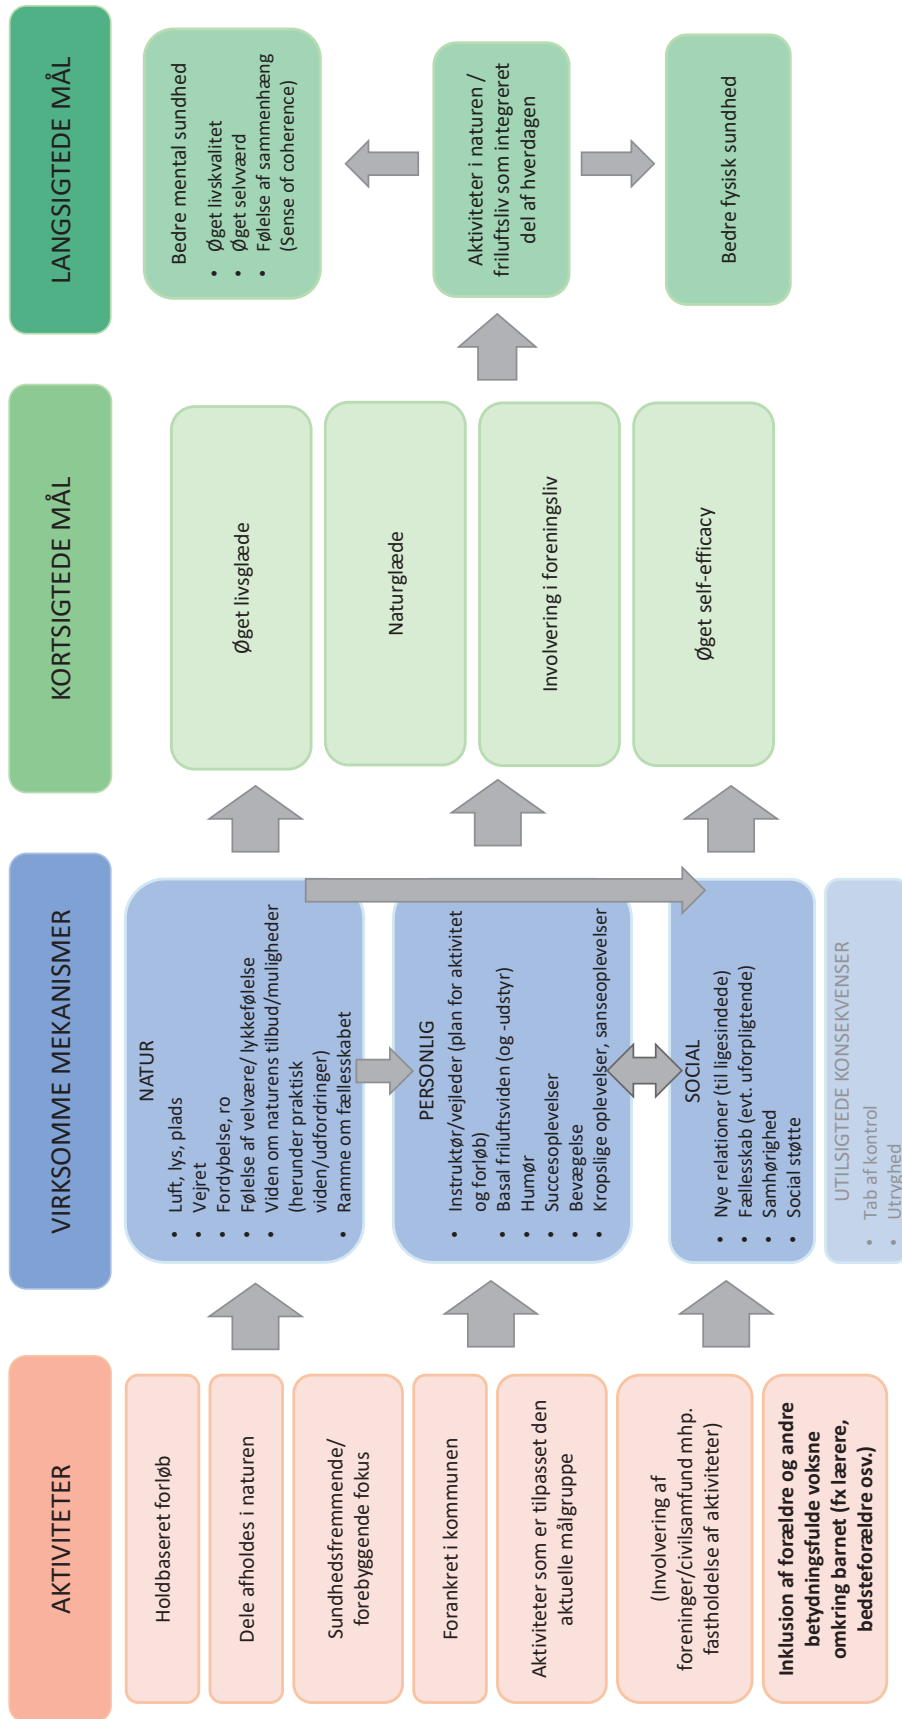 AKTIVITETER
Holdbaseret forløb
Dele afholdes i naturen
Sundhedsfremmende/
forebyggende fokus
Forankret i kommunen
Aktiviteter som er tilpasset den
aktuelle målgruppe
(Involvering af
foreninger/civilsamfund mhp.
fastholdelse af aktiviteter)
Inklusion af forældre og andre
betydningsfulde voksne
omkring barnet (fx lærere,
bedsteforældre osv.)
VIRKSOMME MEKANISMER
NATUR
• Luft, lys, plads
• Vejret
• Fordybelse, ro
• Følelse af velvære/ lykkefølelse
• Viden om naturens tilbud/muligheder
(herunder praktisk
viden/udfordringer)
• Ramme om fællesskabet
PERSONLIG
• Instruktør/vejleder (plan for aktivitet
og forløb)
• Basal friluftsviden (og -udstyr)
• Humør
• Succesoplevelser
• Bevægelse
• Kropslige oplevelser, sanseoplevelser
SOCIAL
• Nye relationer (til ligesindede)
• Fællesskab (evt. uforpligtende)
• Samhørighed
• Social støtte
UTILSIGTEDE KONSEKVENSER
• Tab af kontrol
• Utryghed
KORTSIGTEDE MÅL
Øget livsglæde
Naturglæde
Involvering i foreningsliv
Øget self-efficacy
LANGSIGTEDE MÅL
Bedre mental sundhed
• Øget livskvalitet
• Øget selvværd
• Følelse af sammenhæng
(Sense of coherence)
Aktiviteter i naturen /
friluftsliv som integreret
del af hverdagen
Bedre fysisk sundhed